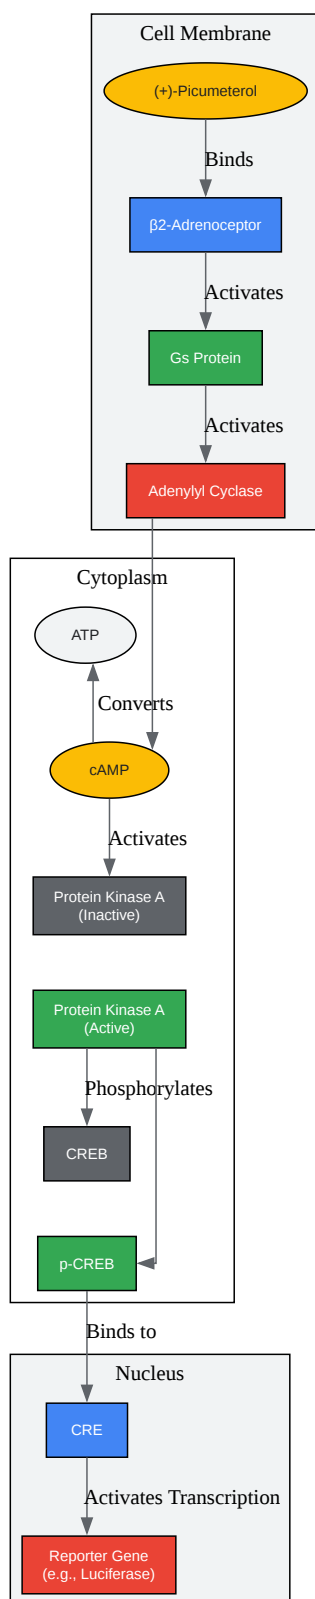 Cell Membrane
(+)-Picumeterol
Binds
β2-Adrenoceptor
Activates
Gs Protein
Activates
Adenylyl Cyclase
Cytoplasm
ATP
Converts
cAMP
Activates
Protein Kinase A
(Inactive)
Protein Kinase A
(Active)
Phosphorylates
CREB
p-CREB
Binds to
Nucleus
CRE
Activates Transcription
Reporter Gene
(e.g., Luciferase)